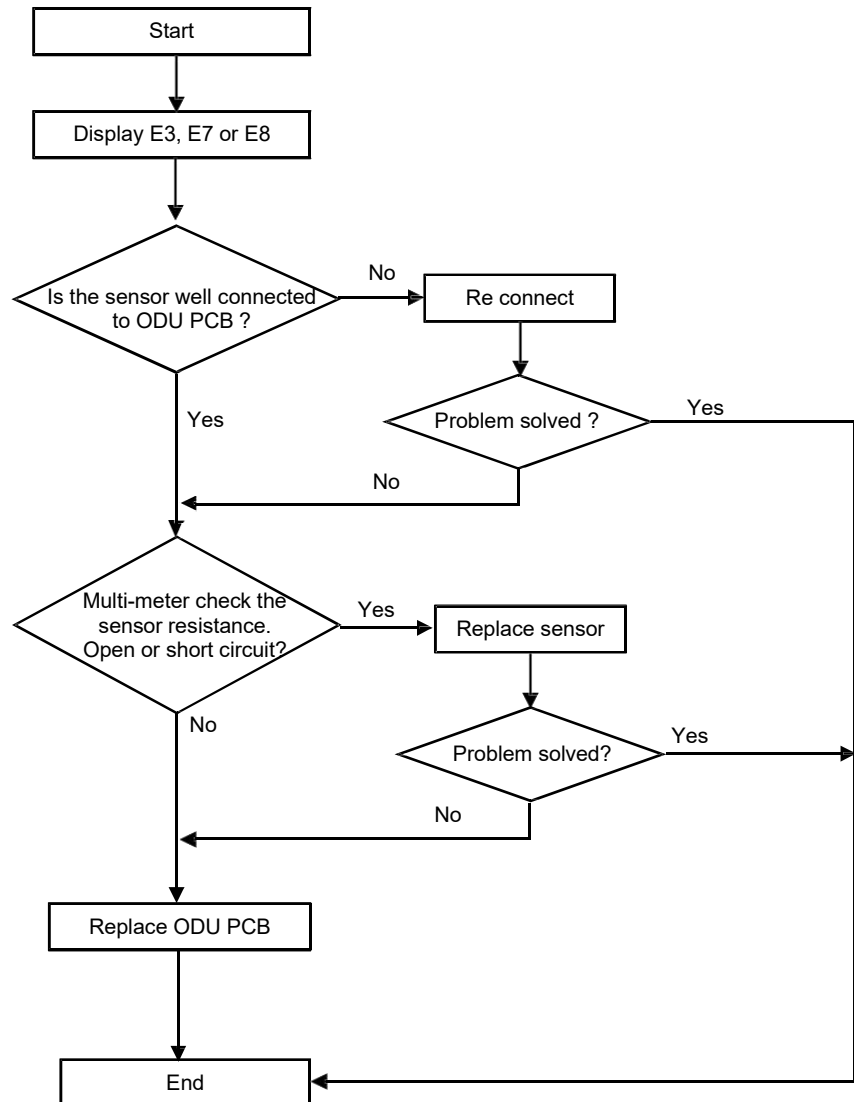 Start
Display E3, E7 or E8
Is the sensor well connected
to ODU PCB ?
No
Re connect
Yes
Problem solved ?
Yes
No
Multi-meter check the
sensor resistance.
Open or short circuit?
Yes
Replace sensor
No
Problem solved?
Yes
No
Replace ODU PCB
End